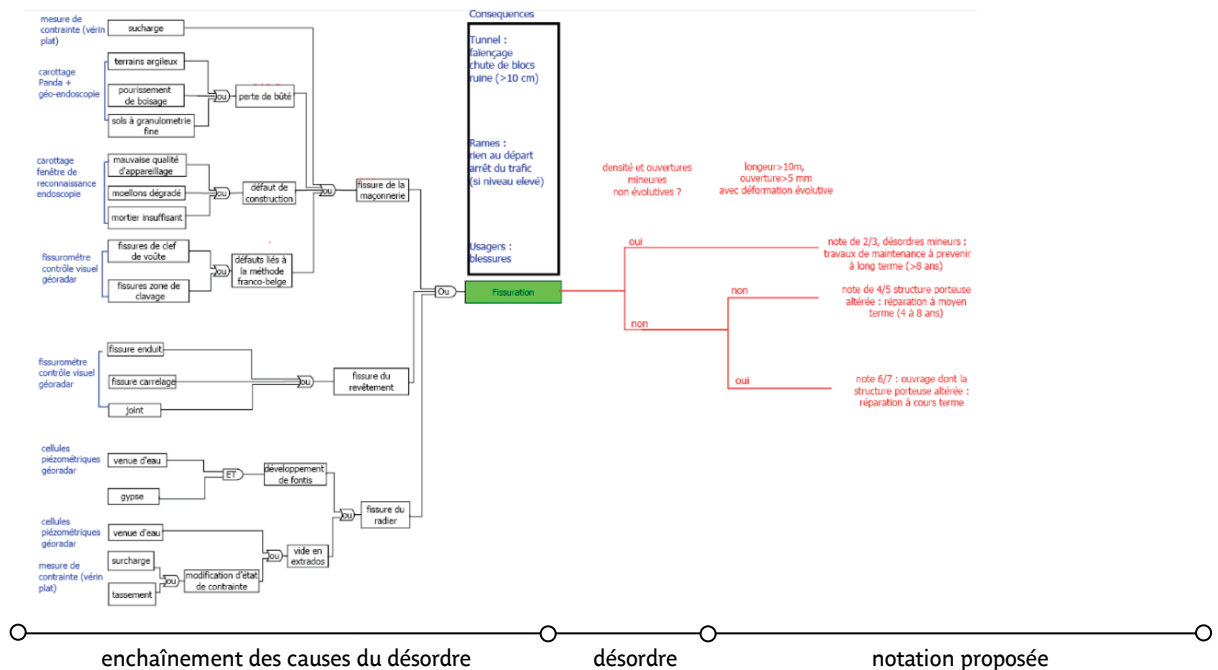 mesure de
contrainte (vérin
plat)
sucharge
carottage
Panda +
géo-endoscopie
terrains argileux
pourissement
de boisage
sols à granulometrie
fine
ou
perte de bûté
carottage
fenêtre de
reconnaissance
endoscopie
mauvaise qualité
d'appareillage
moellons dégradé
mortier insuffisant
ou
défaut de
construction
fissuromètre
contrôle visuel
géoradar
fissures de clef
de voûte
fissures zone de
clavage
ou
défauts liés à
la méthode
franco-belge
ou
fissure de la
maçonnerie
fissuromètre
contrôle visuel
géoradar
fissure enduit
fissure carrelage
joint
ou
fissure du
revêtement
cellules
piézométriques
géoradar
venue d'eau
gypse
ET
développement
de fontis
cellules
piézométriques
géoradar
venue d'eau
mesure de
contrainte (vérin
plat)
surcharge
tassement
ou
modification d'état
de contrainte
ou
vide en
extrados
ou
fissure du
radier
Ou
Consequences
Tunnel :
faïençage
chute de blocs
ruine (>10 cm)
Rames :
rien au départ
arrêt du trafic
(si niveau elevé)
Usagers :
blessures
Fissuration
densité et ouvertures
mineures
non évolutives ?
longeur>10m,
ouverture>5 mm
avec déformation évolutive
oui
note de 2/3, désordres mineurs :
travaux de maintenance à prevenir
à long terme (>8 ans)
non
non
note de 4/5 structure porteuse
altérée : réparation à moyen
terme (4 à 8 ans)
oui
note 6/7 : ouvrage dont la
structure porteuse altérée :
réparation à cours terme
enchaînement des causes du désordre
désordre
notation proposée